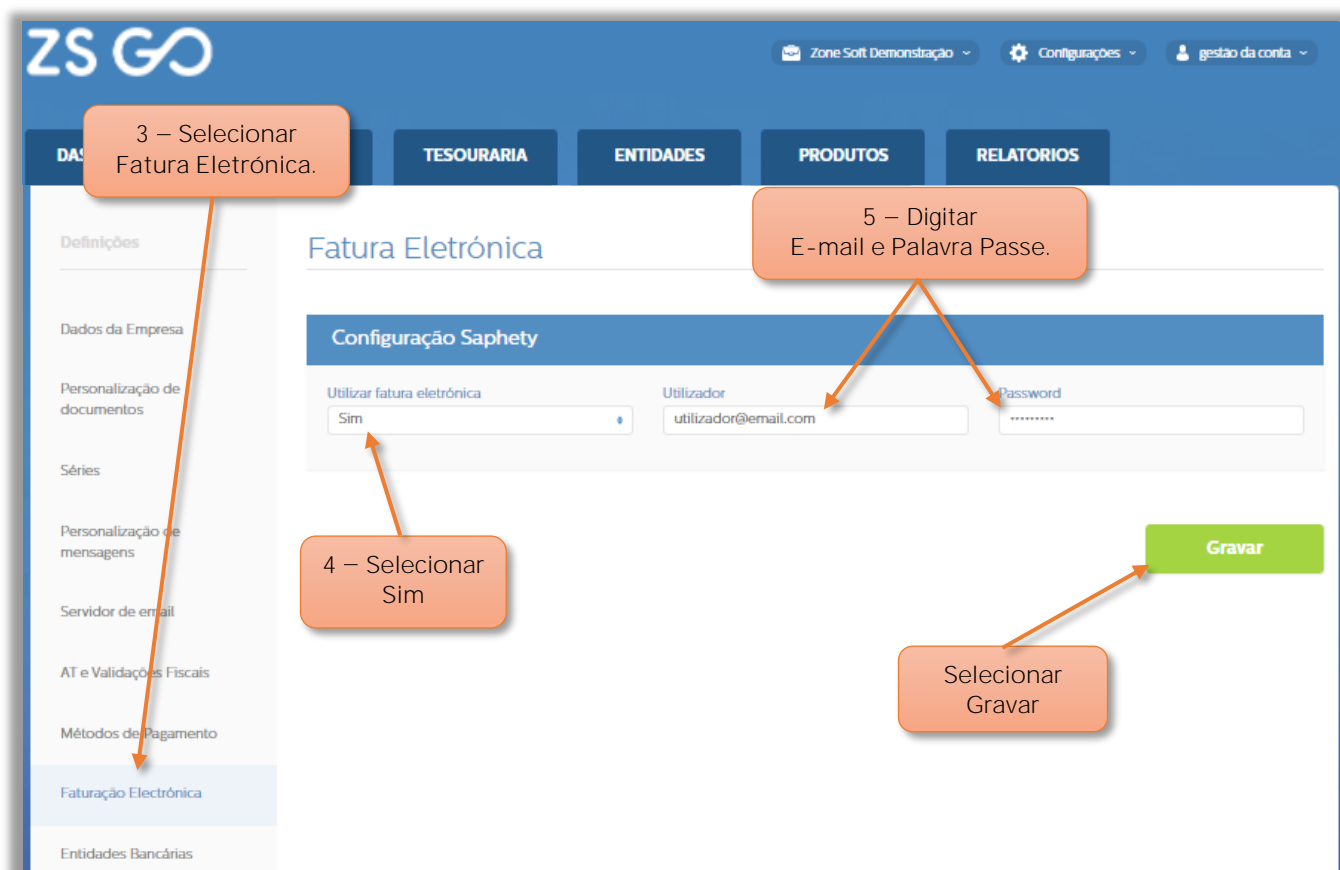 ZS GO
Zone Soft Demonstração
Configurações
gestão da conta
3 – Selecionar
Fatura Eletrónica.
TESOURARIA
ENTIDADES
PRODUTOS
RELATORIOS
Definições
Dados da Empresa
Personalização de
documentos
Séries
Personalização de
mensagens
Servidor de email
AT e Validações Fiscais
Métodos de Pagamento
Faturação Electrónica
Entidades Bancárias
Fatura Eletrónica
5 – Digitar
E-mail e Palavra Passe.
Configuração Saphety
Utilizar fatura eletrónica
Sim
Utilizador
utilizador@email.com
Password
·········
4 – Selecionar
Sim
Gravar
Selecionar
Gravar